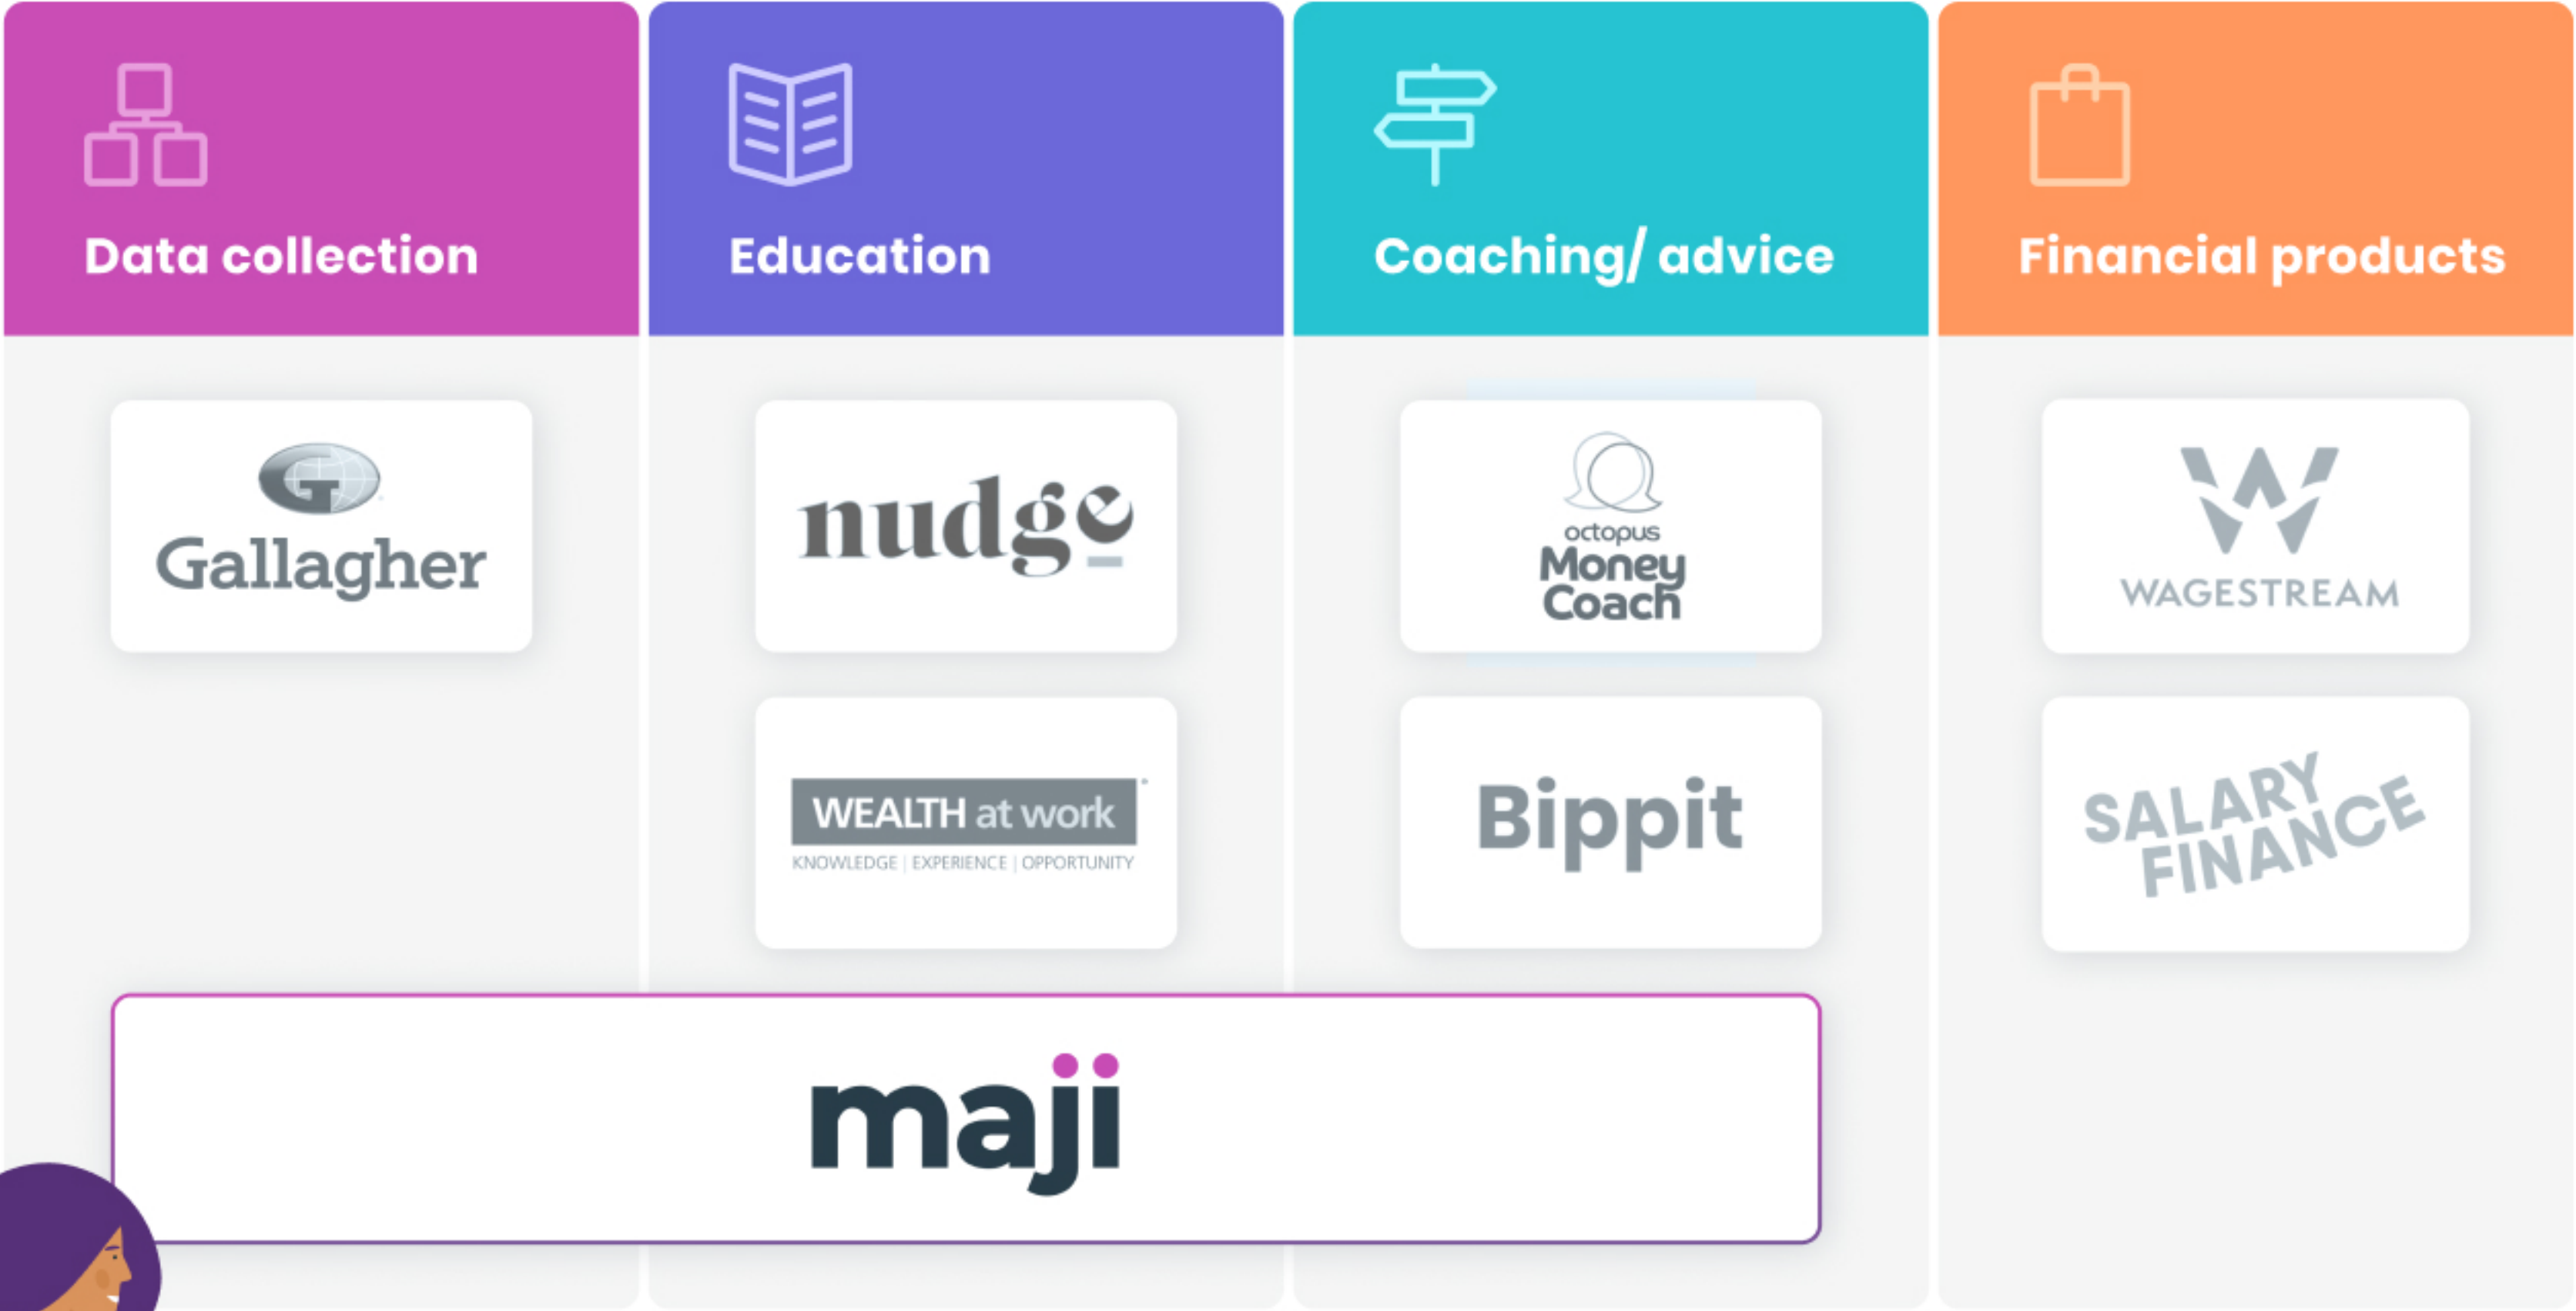 Data collection
Education
Coaching/ advice
Financial products
G
Gallagher
nudge
octopus
Money
Coach
W
WAGESTREAM
WEALTH at work
KNOWLEDGE | EXPERIENCE | OPPORTUNITY
Bippit
SALARY
FINANCE
maji